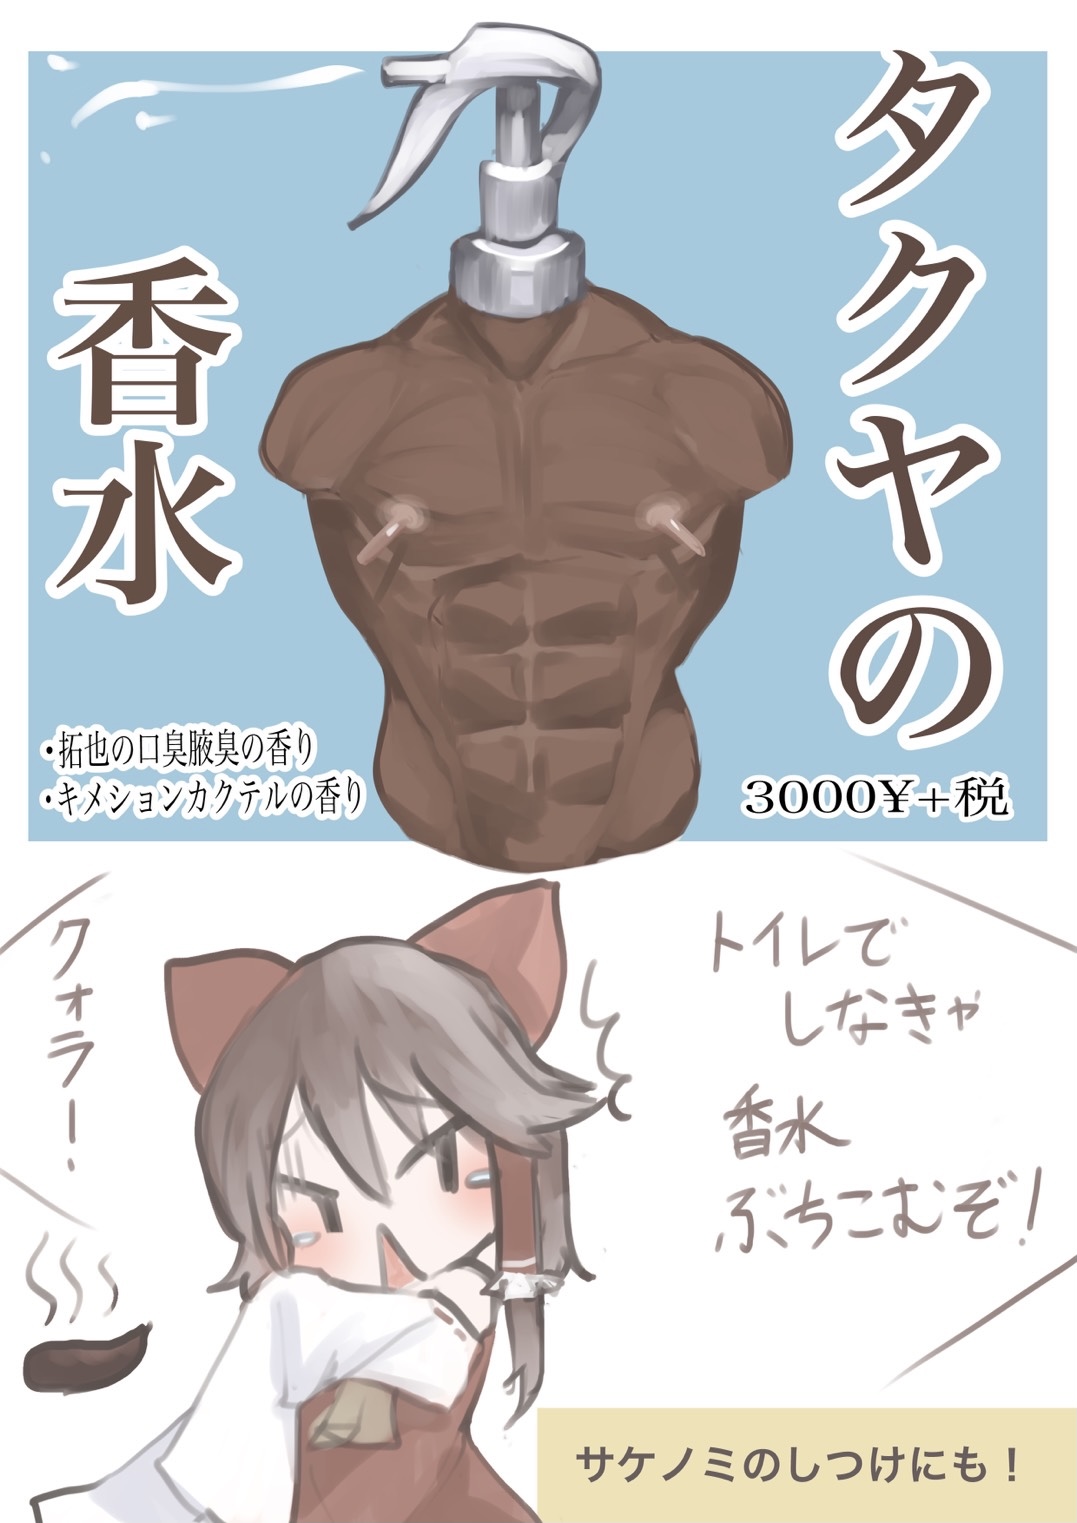 タクヤの
香水
・拓也の口臭腋臭の香り
・キメションカクテルの香り
3000¥+税
トイレで
しなきゃ
香水
ぶちこむぞ!
クォラー.
サケノミのしつけにも!